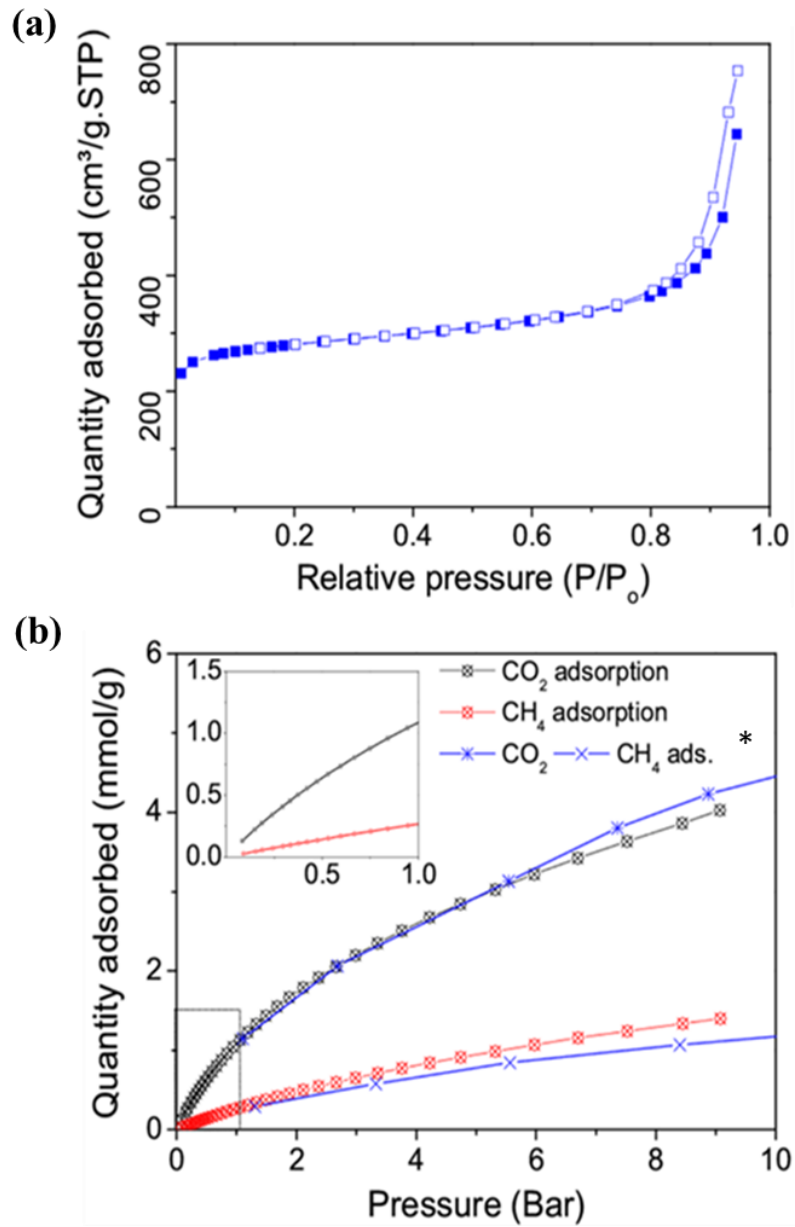 (a)
Quantity adsorbed (cm³/g.STP)
800
600
400
200
0
0.2 0.4 0.6 0.8 1.0
Relative pressure (P/Pₒ)
(b)
Quantity adsorbed (mmol/g)
6
4
2
0
1.5
1.0
0.5
0.0
0.5 1.0
CO₂ adsorption
CH₄ adsorption
CO₂ CH₄ ads. *
0 2 4 6 8 10
Pressure (Bar)